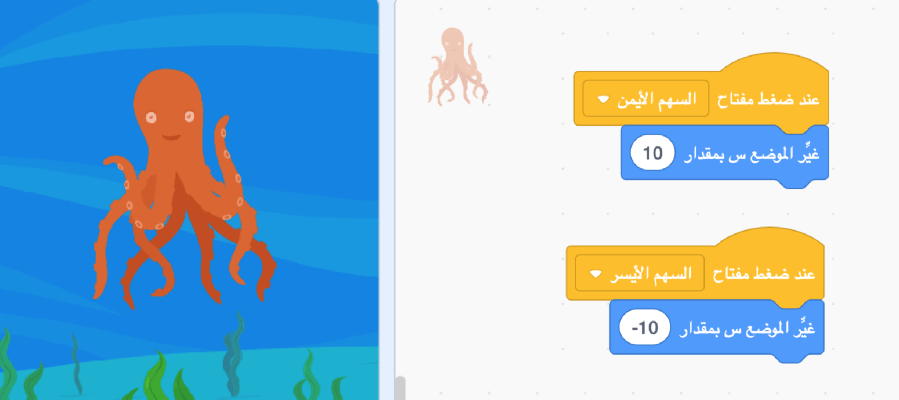 عند ضغط مفتاح السهم الأيمن
غيِّر الموضع س بمقدار 10
عند ضغط مفتاح السهم الأيسر
غيِّر الموضع س بمقدار -10